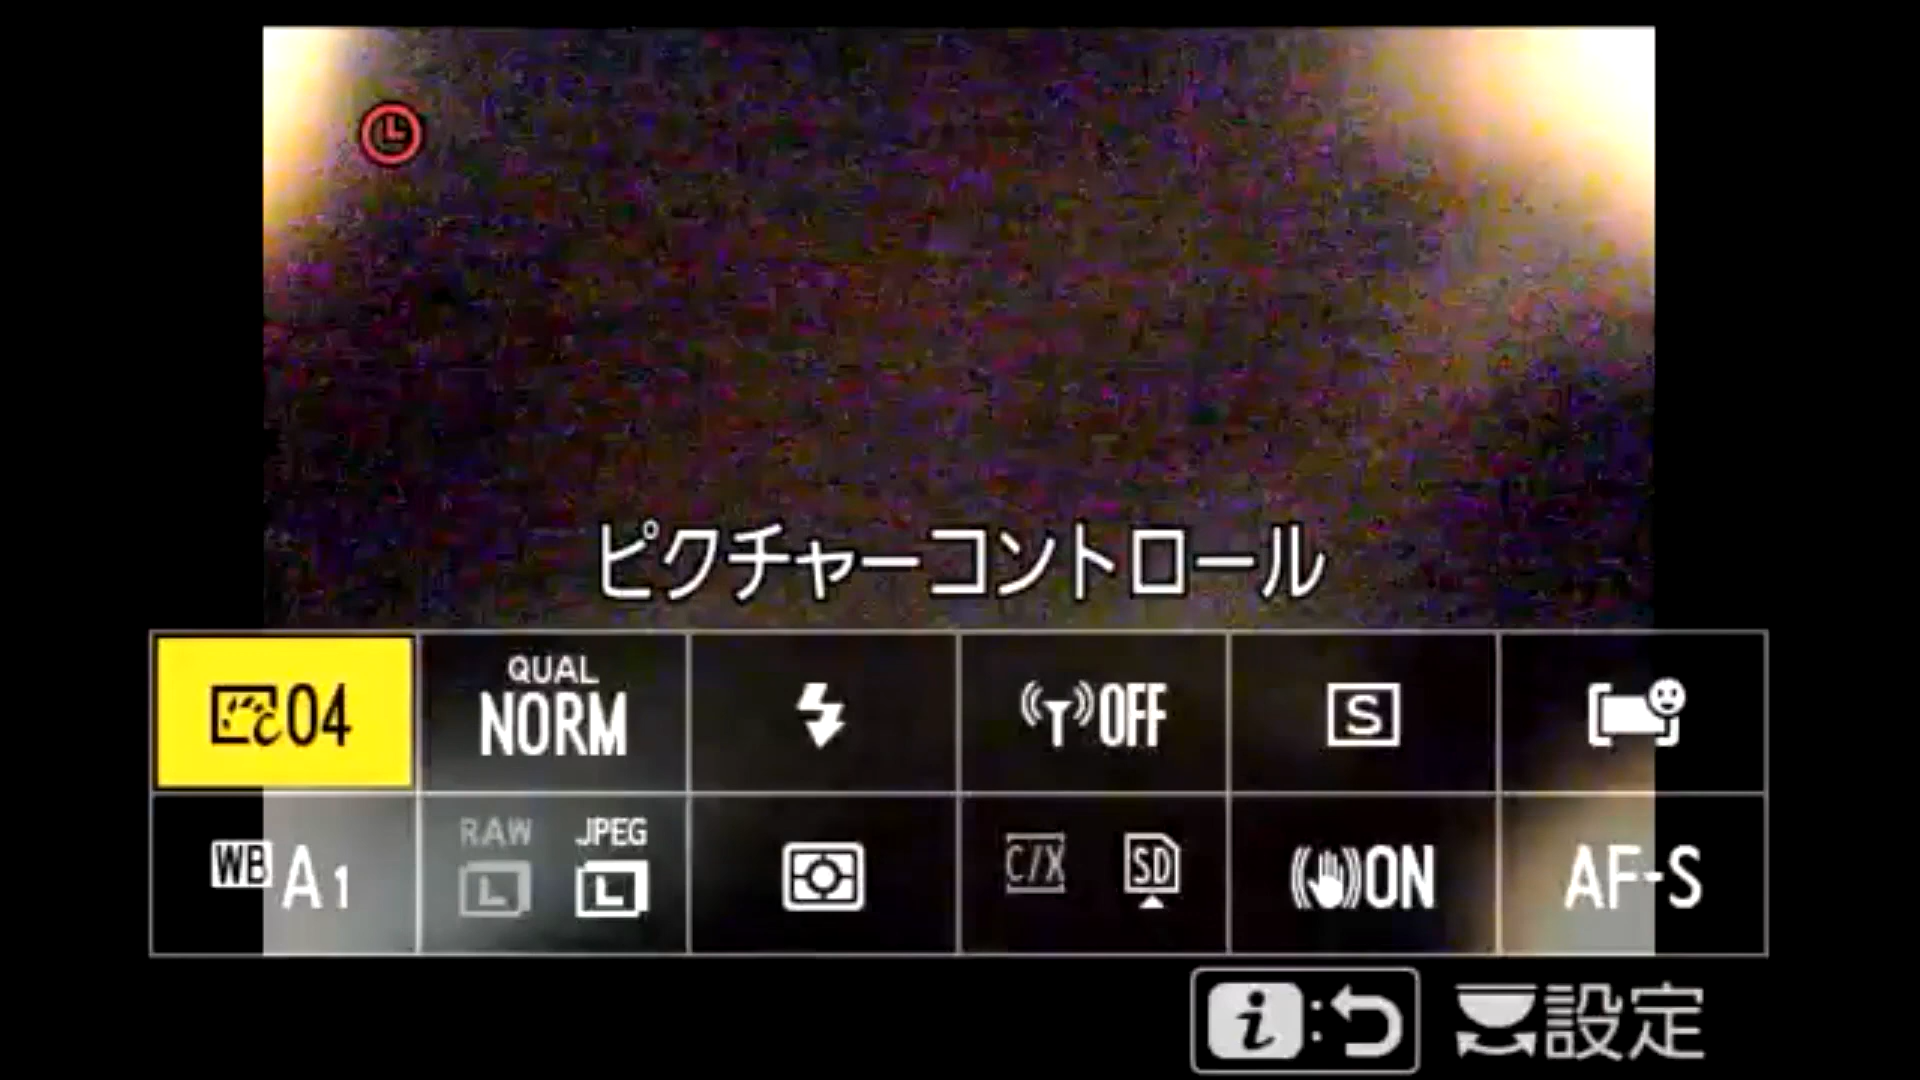 ピクチャーコントロール
04
QUAL
NORM
OFF
S
WB A1
RAW JPEG
L L
C/X SD
ON
AF-S
i:
設定